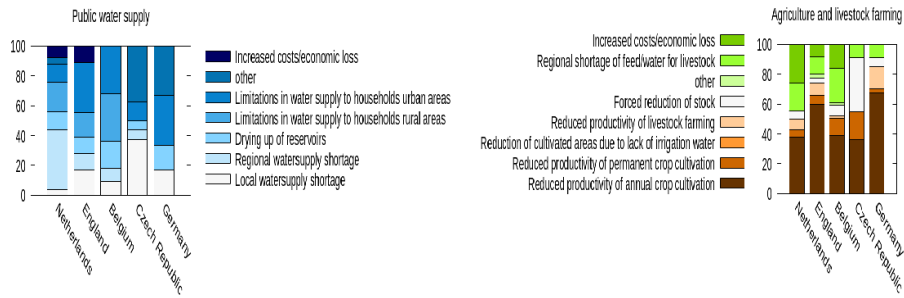 Public water supply
100
80
60
40
20
0
Netherlands
England
Belgium
Czech Republic
Germany
Increased costs/economic loss
other
Limitations in water supply to households urban areas
Limitations in water supply to households rural areas
Drying up of reservoirs
Regional watersupply shortage
Local watersupply shortage
Agriculture and livestock farming
Increased costs/economic loss
Regional shortage of feed/water for livestock
other
Forced reduction of stock
Reduced productivity of livestock farming
Reduction of cultivated areas due to lack of irrigation water
Reduced productivity of permanent crop cultivation
Reduced productivity of annual crop cultivation
100
80
60
40
20
0
Netherlands
England
Belgium
Czech Republic
Germany